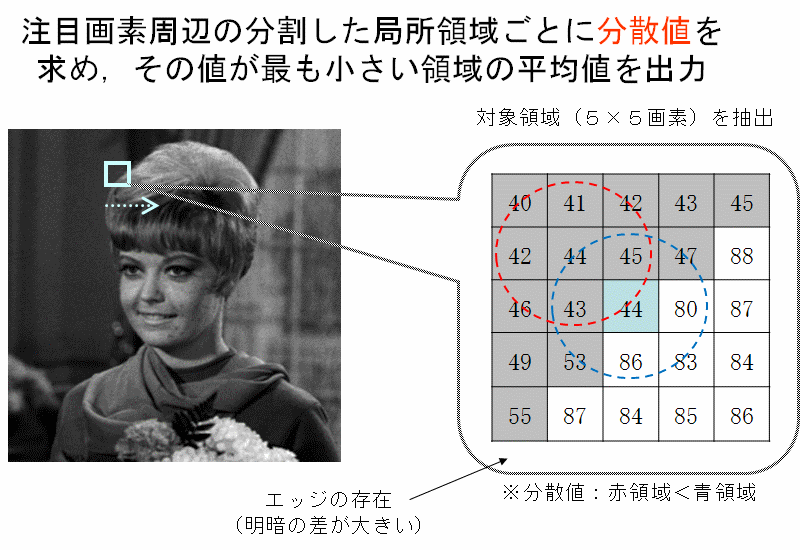 注目画素周辺の分割した局所領域ごとに分散値を
求め，その値が最も小さい領域の平均値を出力
対象領域（５×５画素）を抽出
40 41 42 43 45
42 44 45 47 88
46 43 44 80 87
49 53 86 83 84
55 87 84 85 86
エッジの存在
（明暗の差が大きい）
※分散値：赤領域＜青領域